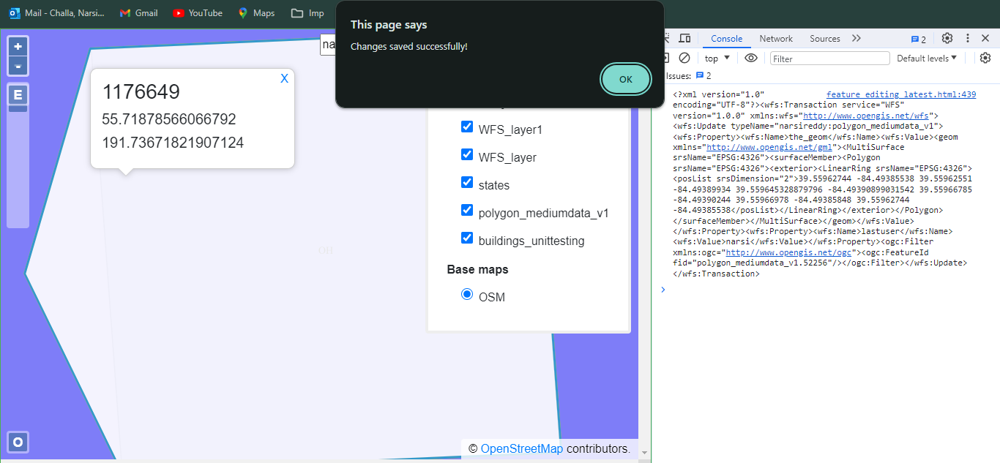 Mail - Challa, Narsi...
Gmail
YouTube
Maps
Imp
This page says
Changes saved successfully!
OK
na
+
-
E
X
1176649
55.71878566066792
191.73671821907124
WFS_layer1
WFS_layer
states
polygon_mediumdata_v1
buildings_unittesting
Base maps
OSM
OH
O
© OpenStreetMap contributors.
Console
Network
Sources
2
top
Filter
Default levels
Issues: 2
<?xml version="1.0" feature editing latest.html:439
encoding="UTF-8"?><wfs:Transaction service="WFS"
version="1.0.0" xmlns:wfs="http://www.opengis.net/wfs">
<wfs:Update typeName="narsireddy:polygon_mediumdata_v1">
<wfs:Property><wfs:Name>the_geom</wfs:Name><wfs:Value><geom
xmlns="http://www.opengis.net/gml"><MultiSurface
srsName="EPSG:4326"><surfaceMember><Polygon
srsName="EPSG:4326"><exterior><LinearRing srsName="EPSG:4326">
<posList srsDimension="2">39.55962744 -84.49385538 39.55962551
-84.49389934 39.559645328879796 -84.49390899031542 39.55966785
-84.49390244 39.55966978 -84.49385848 39.55962744
-84.49385538</posList></LinearRing></exterior></Polygon>
</surfaceMember></MultiSurface></geom></wfs:Value>
</wfs:Property><wfs:Property><wfs:Name>lastuser</wfs:Name>
<wfs:Value>narsi</wfs:Value></wfs:Property><ogc:Filter
xmlns:ogc="http://www.opengis.net/ogc"><ogc:FeatureId
fid="polygon_mediumdata_v1.52256"/></ogc:Filter></wfs:Update>
</wfs:Transaction>